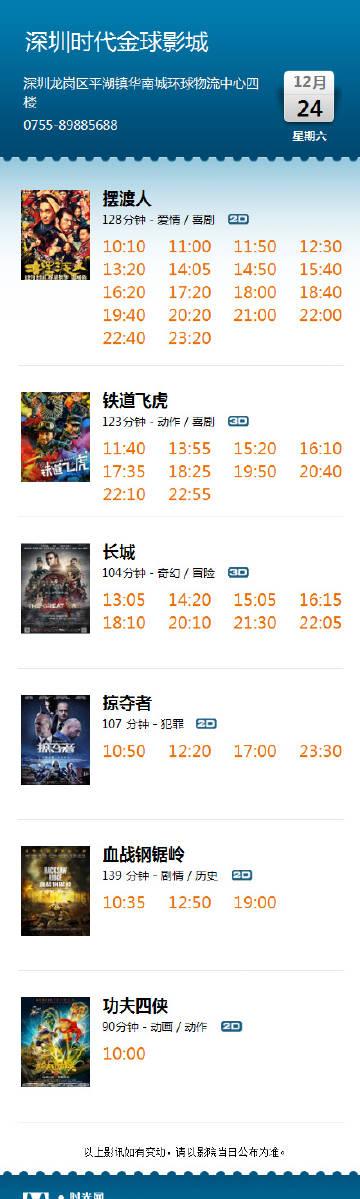 深圳时代金球影城
深圳龙岗区平湖镇华南城环球物流中心四
楼
0755-89885688
12月
24
星期六
摆渡人
128分钟 - 爱情 / 喜剧 2D
10:10 11:00 11:50 12:30
13:20 14:05 14:50 15:40
16:20 17:20 18:00 18:40
19:40 20:20 21:00 22:00
22:40 23:20
铁道飞虎
123分钟 - 动作 / 喜剧 3D
11:40 13:55 15:20 16:10
17:35 18:25 19:50 20:40
22:10 22:55
铁道飞虎
长城
104分钟 - 奇幻 / 冒险 3D
13:05 14:20 15:05 16:15
18:10 20:10 21:30 22:05
掠夺者
107 分钟 - 犯罪 2D
10:50 12:20 17:00 23:30
掠夺者
血战钢锯岭
139 分钟 - 剧情 / 历史 2D
10:35 12:50 19:00
HACKSAW
RIDGE
功夫四侠
90分钟 - 动画 / 动作 2D
10:00
以上影讯如有变动，请以影院当日公布为准。
时光网